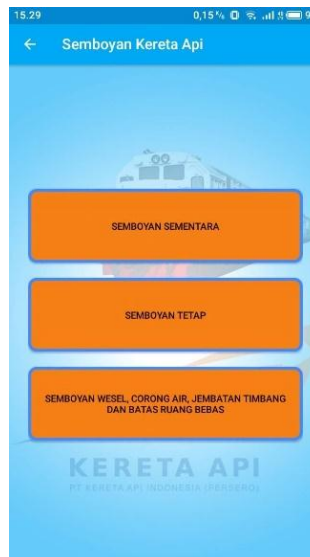 15.29
0,15 K/s
Semboyan Kereta Api
SEMBOYAN SEMENTARA
SEMBOYAN TETAP
SEMBOYAN WESEL, CORONG AIR, JEMBATAN TIMBANG
DAN BATAS RUANG BEBAS
KERETA API
PT KERETA API INDONESIA (PERSERO)